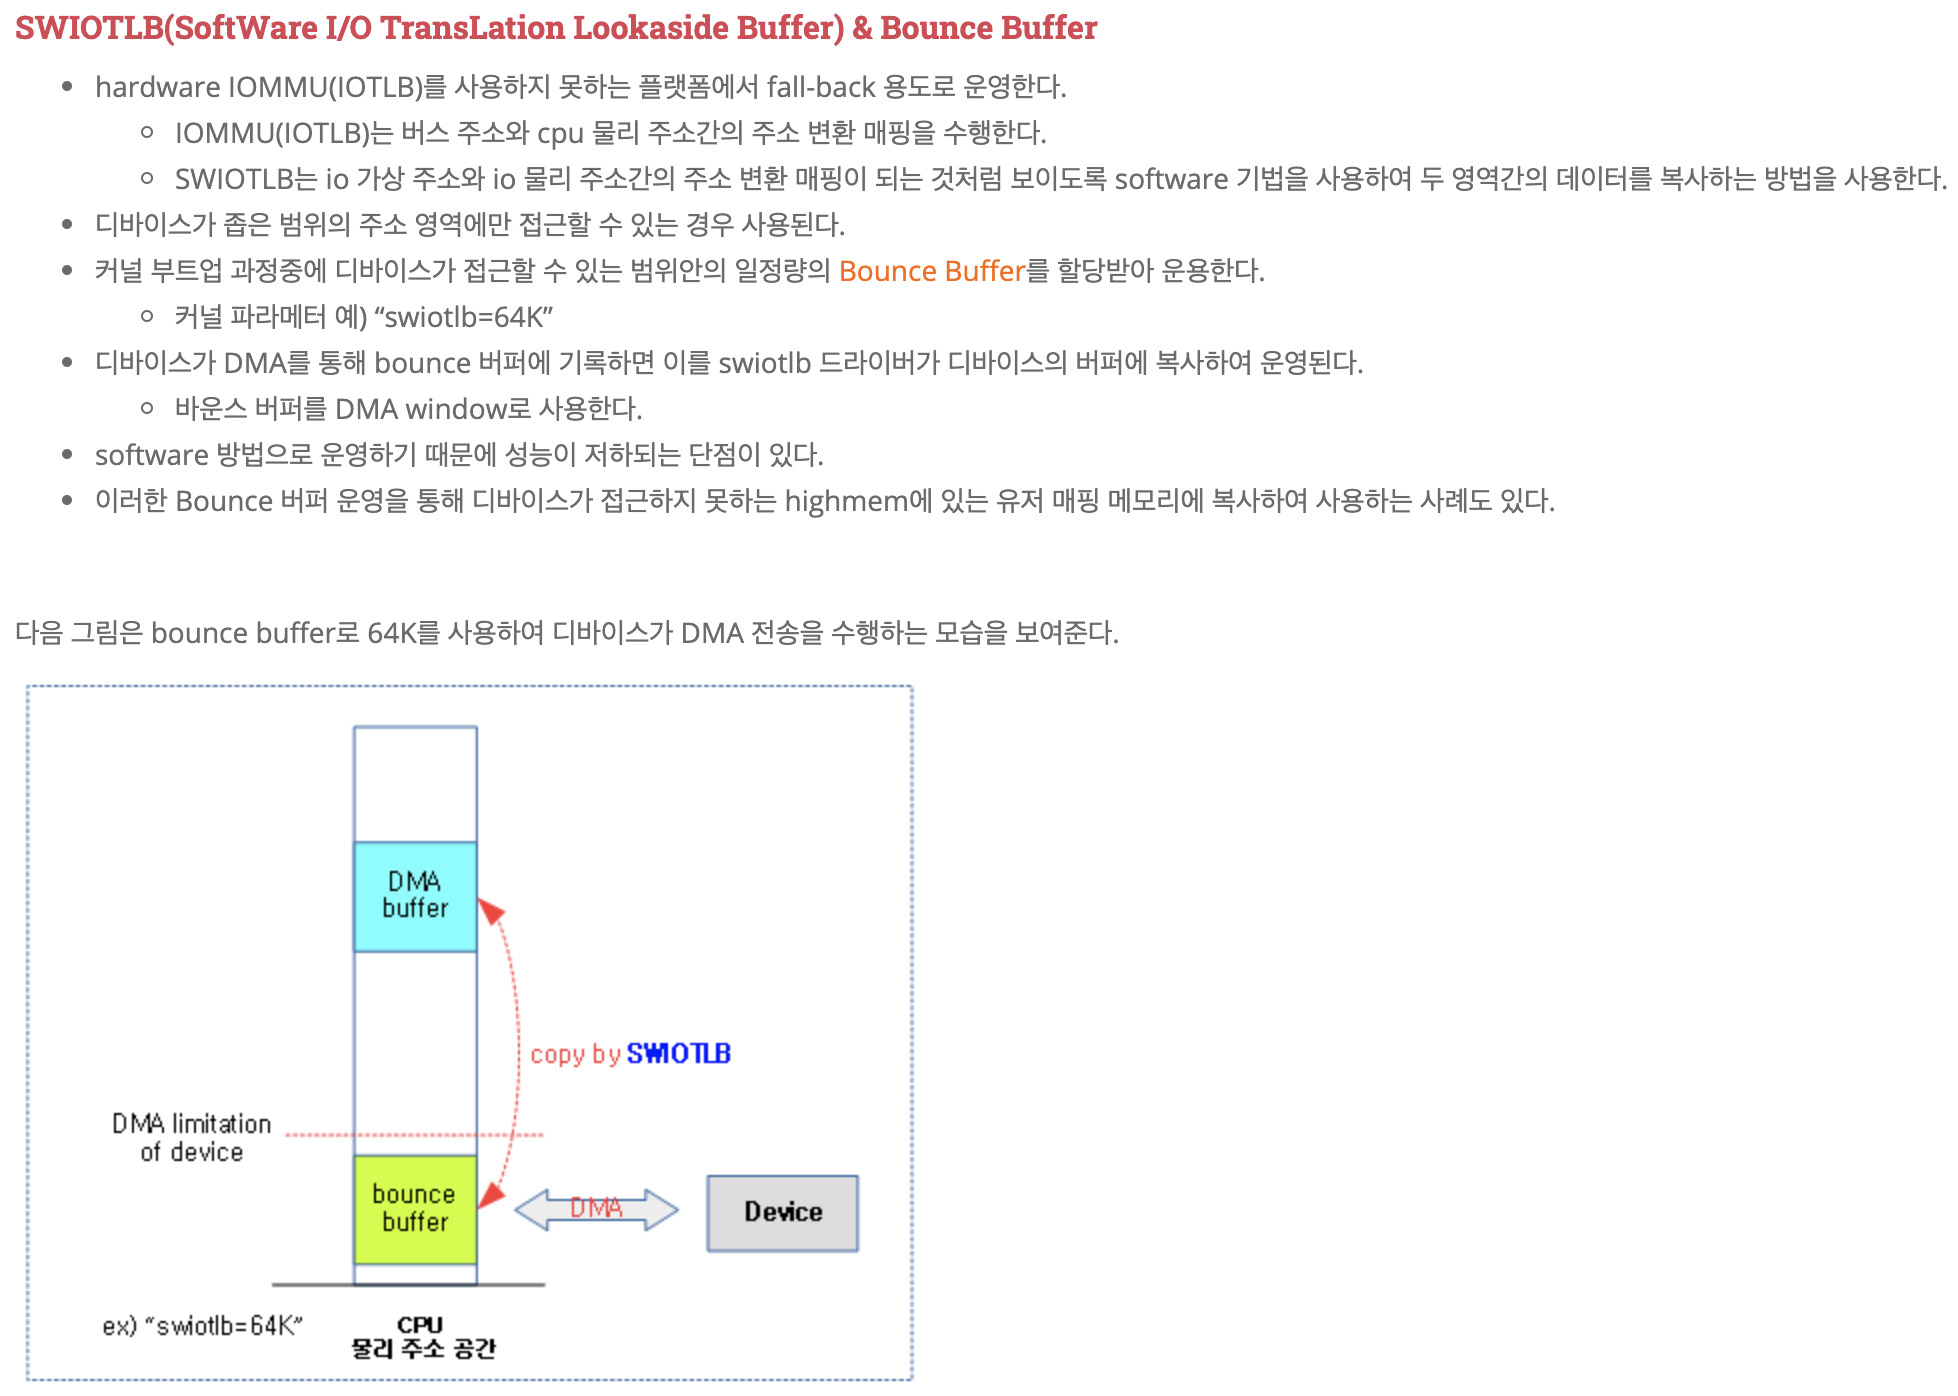 SWIOTLB(SoftWare I/O TransLation Lookaside Buffer) & Bounce Buffer
hardware IOMMU(IOTLB)를 사용하지 못하는 플랫폼에서 fall-back 용도로 운영한다.
IOMMU(IOTLB)는 버스 주소와 cpu 물리 주소간의 주소 변환 매핑을 수행한다.
SWIOTLB는 io 가상 주소와 io 물리 주소간의 주소 변환 매핑이 되는 것처럼 보이도록 software 기법을 사용하여 두 영역간의 데이터를 복사하는 방법을 사용한다.
디바이스가 좁은 범위의 주소 영역에만 접근할 수 있는 경우 사용된다.
커널 부트업 과정중에 디바이스가 접근할 수 있는 범위안의 일정량의 Bounce Buffer를 할당받아 운용한다.
커널 파라메터 예) “swiotlb=64K”
디바이스가 DMA를 통해 bounce 버퍼에 기록하면 이를 swiotlb 드라이버가 디바이스의 버퍼에 복사하여 운영된다.
바운스 버퍼를 DMA window로 사용한다.
software 방법으로 운영하기 때문에 성능이 저하되는 단점이 있다.
이러한 Bounce 버퍼 운영을 통해 디바이스가 접근하지 못하는 highmem에 있는 유저 매핑 메모리에 복사하여 사용하는 사례도 있다.
다음 그림은 bounce buffer로 64K를 사용하여 디바이스가 DMA 전송을 수행하는 모습을 보여준다.
DMA
buffer
copy by SWIOTLB
DMA limitation
of device
bounce
buffer
DMA
Device
ex) “swiotlb=64K”
CPU
물리 주소 공간